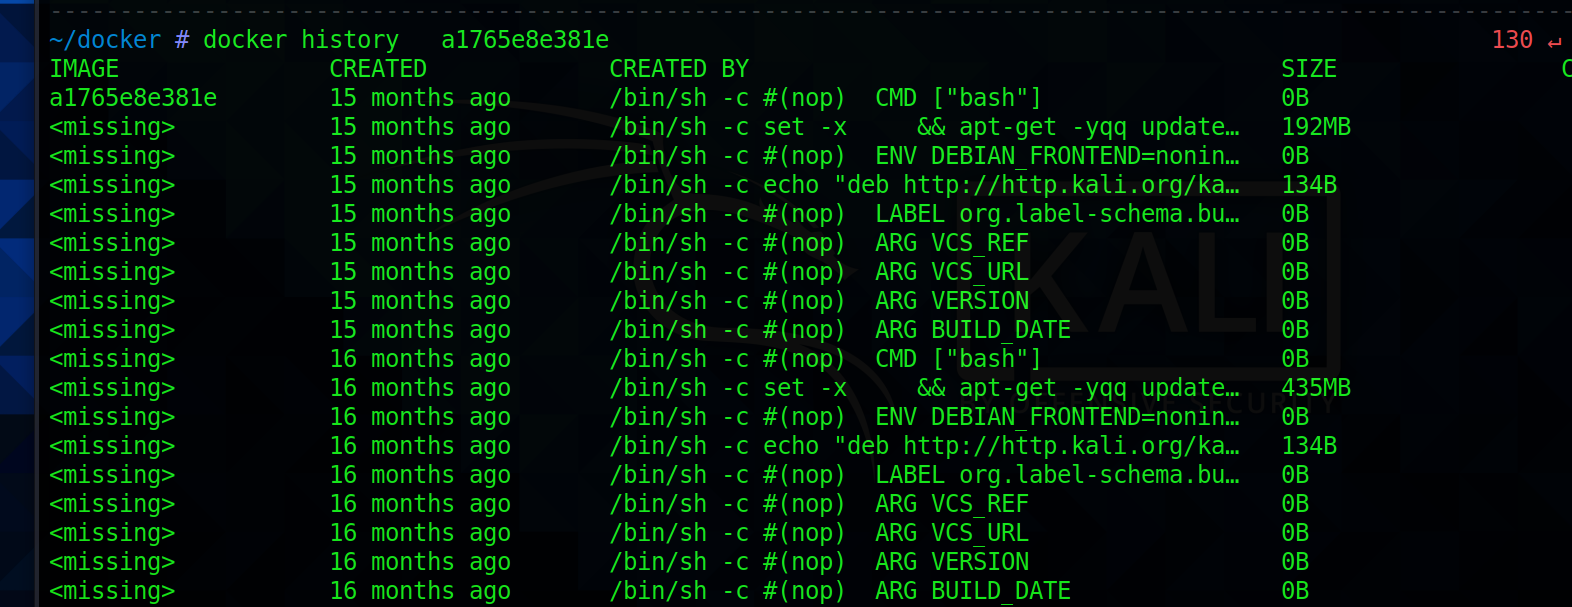 ~/docker # docker history   a1765e8e381e 130 ↵
IMAGE CREATED CREATED BY SIZE C
a1765e8e381e 15 months ago /bin/sh -c #(nop)  CMD ["bash"] 0B
<missing> 15 months ago /bin/sh -c set -x     && apt-get -yqq update… 192MB
<missing> 15 months ago /bin/sh -c #(nop)  ENV DEBIAN_FRONTEND=nonin… 0B
<missing> 15 months ago /bin/sh -c echo "deb http://http.kali.org/ka… 134B
<missing> 15 months ago /bin/sh -c #(nop)  LABEL org.label-schema.bu… 0B
<missing> 15 months ago /bin/sh -c #(nop)  ARG VCS_REF 0B
<missing> 15 months ago /bin/sh -c #(nop)  ARG VCS_URL 0B
<missing> 15 months ago /bin/sh -c #(nop)  ARG VERSION 0B
<missing> 15 months ago /bin/sh -c #(nop)  ARG BUILD_DATE 0B
<missing> 16 months ago /bin/sh -c #(nop)  CMD ["bash"] 0B
<missing> 16 months ago /bin/sh -c set -x     && apt-get -yqq update… 435MB
<missing> 16 months ago /bin/sh -c #(nop)  ENV DEBIAN_FRONTEND=nonin… 0B
<missing> 16 months ago /bin/sh -c echo "deb http://http.kali.org/ka… 134B
<missing> 16 months ago /bin/sh -c #(nop)  LABEL org.label-schema.bu… 0B
<missing> 16 months ago /bin/sh -c #(nop)  ARG VCS_REF 0B
<missing> 16 months ago /bin/sh -c #(nop)  ARG VCS_URL 0B
<missing> 16 months ago /bin/sh -c #(nop)  ARG VERSION 0B
<missing> 16 months ago /bin/sh -c #(nop)  ARG BUILD_DATE 0B
KALI